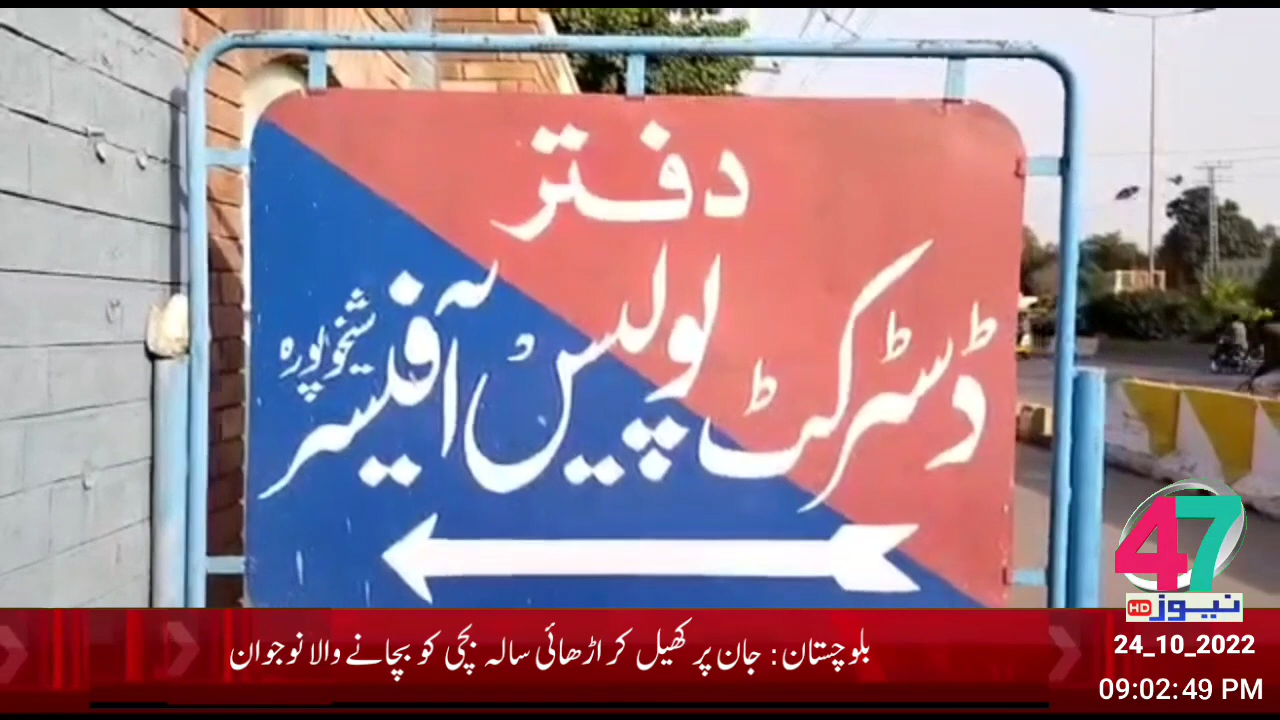 دفتر
ڈسٹرکٹ پولیس آفیسر شیخوپورہ
47
HD نیوز
بلوچستان: جان پر کھیل کر اڑھائی سالہ بچی کو بچانے والا نوجوان
24_10_2022
09:02:49 PM